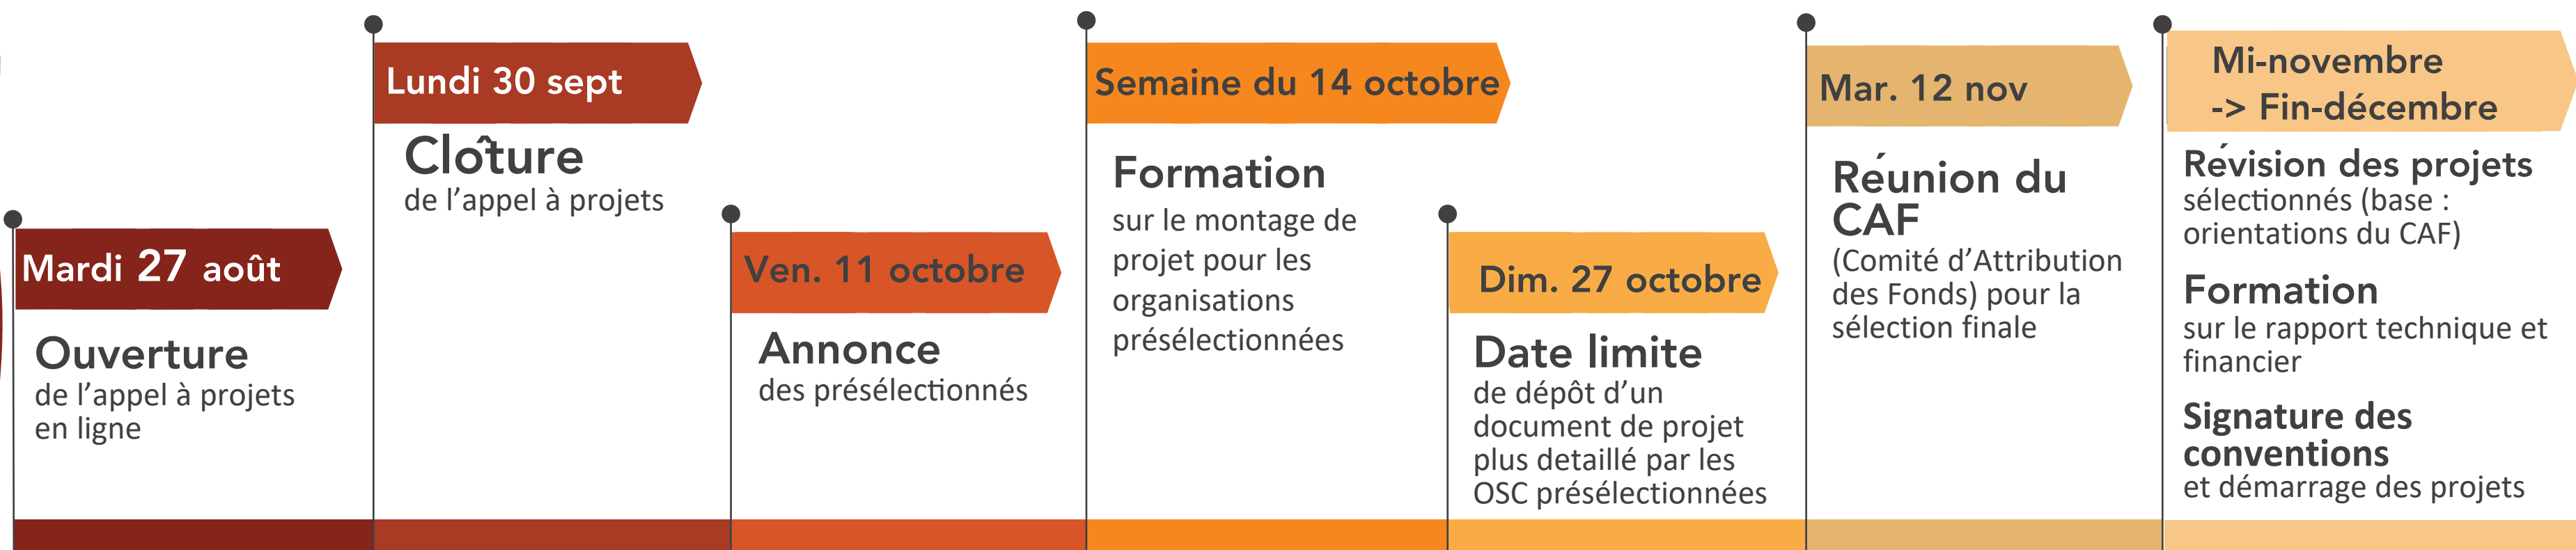 Mardi 27 août
Ouverture
de l’appel à projets
en ligne
Lundi 30 sept
Clôture
de l’appel à projets
Ven. 11 octobre
Annonce
des présélectionnés
Semaine du 14 octobre
Formation
sur le montage de
projet pour les
organisations
présélectionnées
Dim. 27 octobre
Date limite
de dépôt d’un
document de projet
plus detaillé par les
OSC présélectionnées
Mar. 12 nov
Réunion du
CAF
(Comité d’Attribution
des Fonds) pour la
sélection finale
Mi-novembre
-> Fin-décembre
Révision des projets
sélectionnés (base :
orientations du CAF)
Formation
sur le rapport technique et
financier
Signature des
conventions
et démarrage des projets